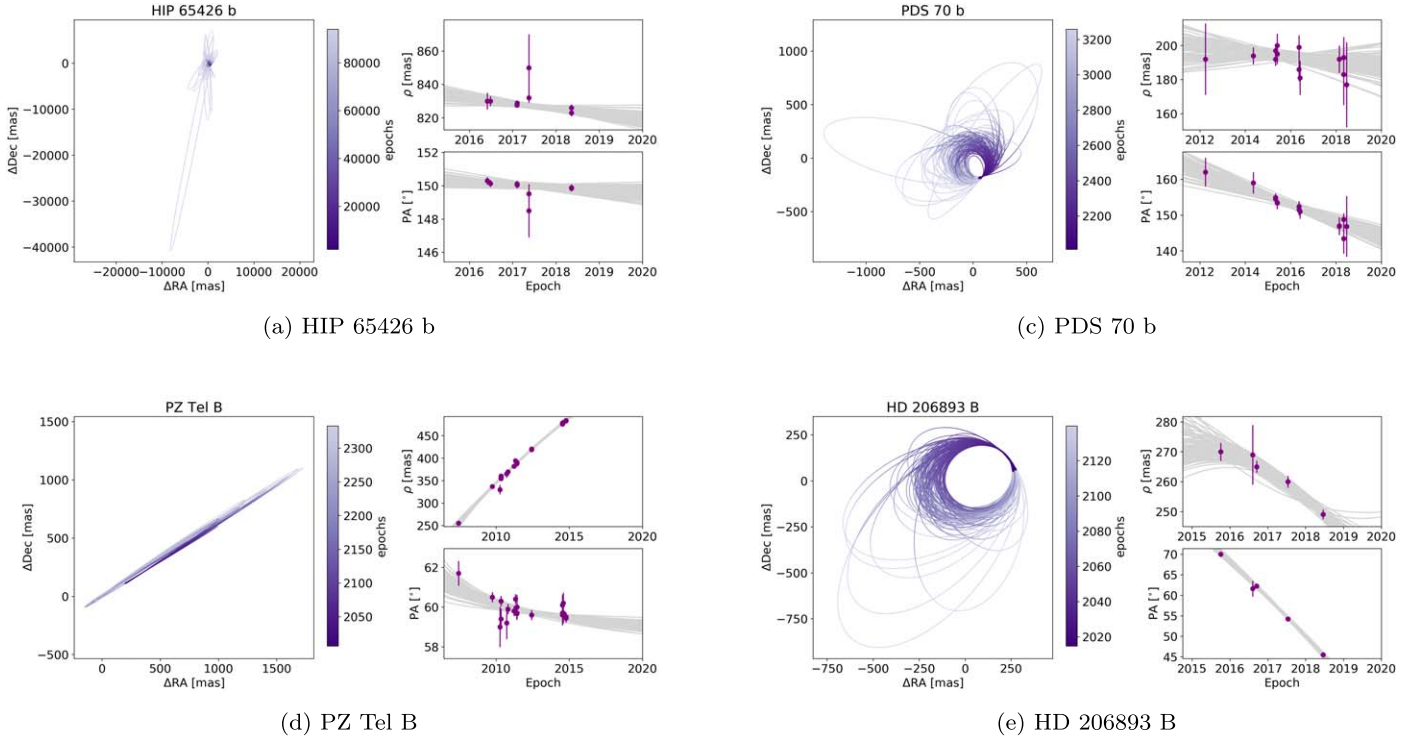 HIP 65426 b
0
−10000
−20000
−30000
−40000
ΔDec [mas]
−20000 −10000 0 10000 20000
ΔRA [mas]
80000
60000
40000
20000
epochs
860
840
820
ρ [mas]
2016 2017 2018 2019 2020
152
150
148
146
PA [°]
2016 2017 2018 2019 2020
Epoch
(a) HIP 65426 b
PDS 70 b
1000
500
0
−500
ΔDec [mas]
−1000 −500 0 500
ΔRA [mas]
3200
3000
2800
2600
2400
2200
epochs
200
180
160
ρ [mas]
2012 2014 2016 2018 2020
160
150
140
PA [°]
2012 2014 2016 2018 2020
Epoch
(c) PDS 70 b
PZ Tel B
1500
1000
500
0
−500
ΔDec [mas]
0 500 1000 1500
ΔRA [mas]
2300
2250
2200
2150
2100
2050
epochs
450
400
350
300
250
ρ [mas]
2010 2015 2020
62
60
58
PA [°]
2010 2015 2020
Epoch
(d) PZ Tel B
HD 206893 B
250
0
−250
−500
−750
ΔDec [mas]
−750 −500 −250 0 250
ΔRA [mas]
2120
2100
2080
2060
2040
2020
epochs
280
270
260
250
ρ [mas]
2015 2016 2017 2018 2019 2020
70
65
60
55
50
45
PA [°]
2015 2016 2017 2018 2019 2020
Epoch
(e) HD 206893 B